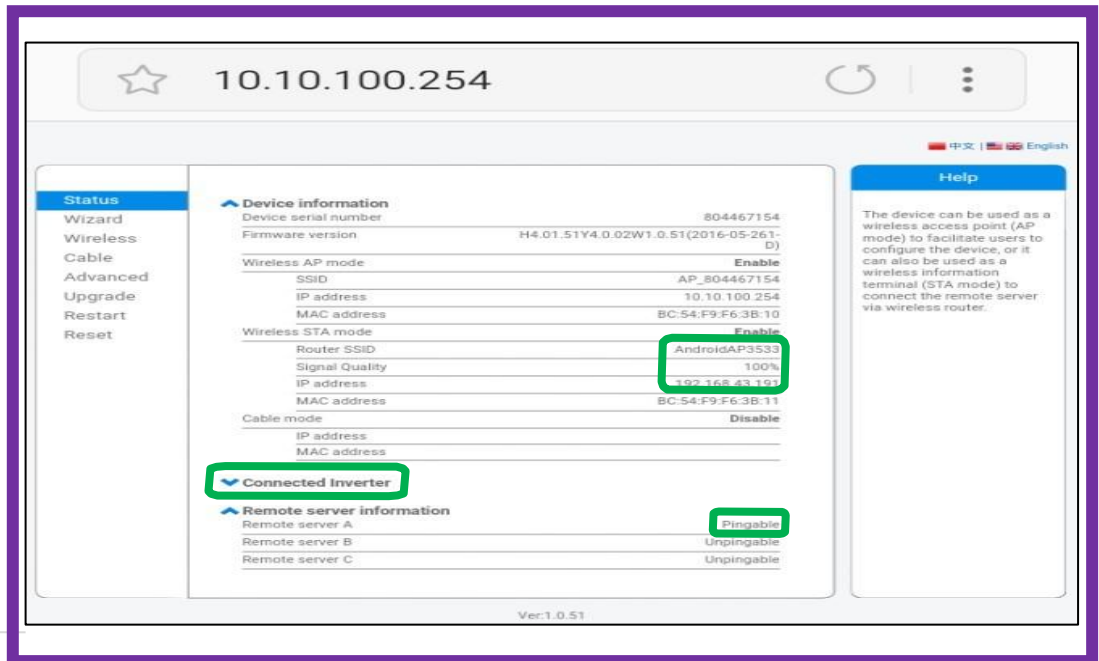 10.10.100.254
中文 | English
Status
Wizard
Wireless
Cable
Advanced
Upgrade
Restart
Reset
Device information
Device serial number 804467154
Firmware version H4.01.51Y4.0.02W1.0.51(2016-05-261-
D)
Wireless AP mode Enable
SSID AP_804467154
IP address 10.10.100.254
MAC address BC:54:F9:F6:3B:10
Wireless STA mode Enable
Router SSID AndroidAP3533
Signal Quality 100%
IP address 192.168.43.191
MAC address BC:54:F9:F6:3B:11
Cable mode Disable
IP address
MAC address
Connected Inverter
Remote server information
Remote server A Pingable
Remote server B Unpingable
Remote server C Unpingable
Help
The device can be used as a
wireless access point (AP
mode) to facilitate users to
configure the device, or it
can also be used as a
wireless information
terminal (STA mode) to
connect the remote server
via wireless router.
Ver:1.0.51